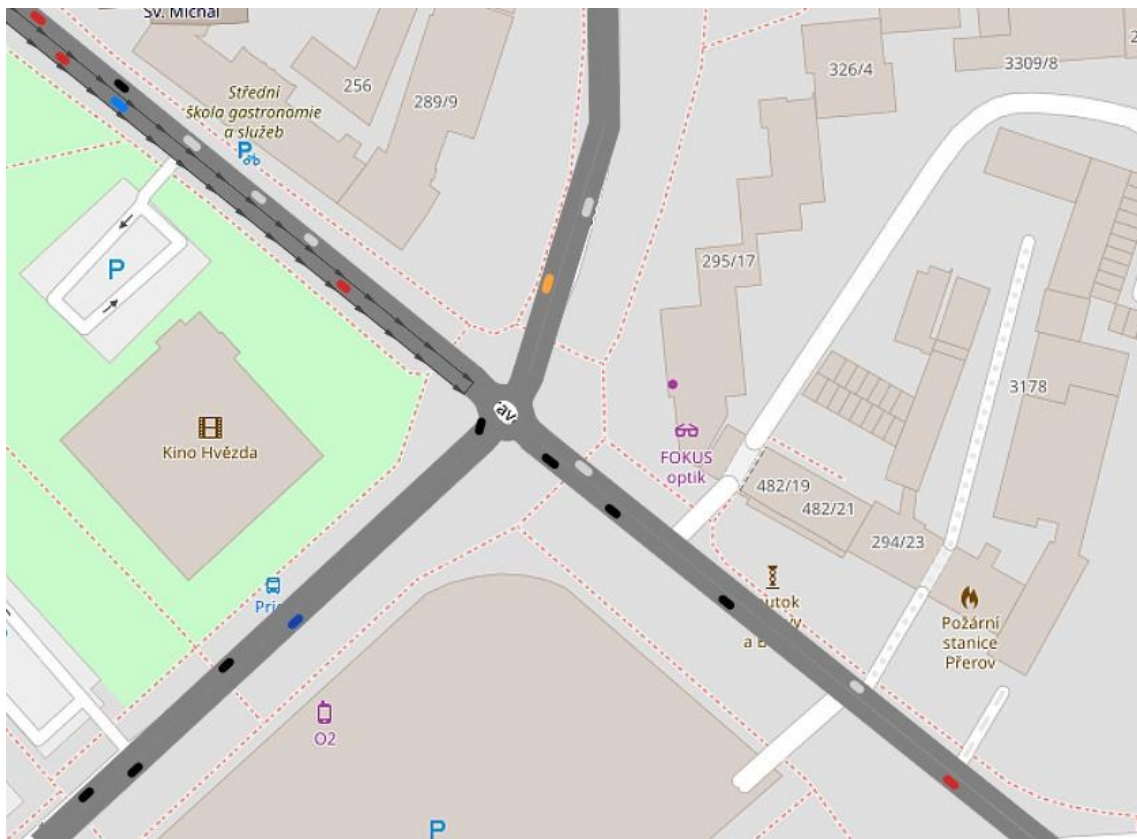 Sv. Michal
256
Střední
škola gastronomie
a služeb
289/9
326/4
3309/8
P
295/17
P
3178
Kino Hvězda
FOKUS
optik
482/19
482/21
294/23
Požární
stanice
Přerov
O2
P